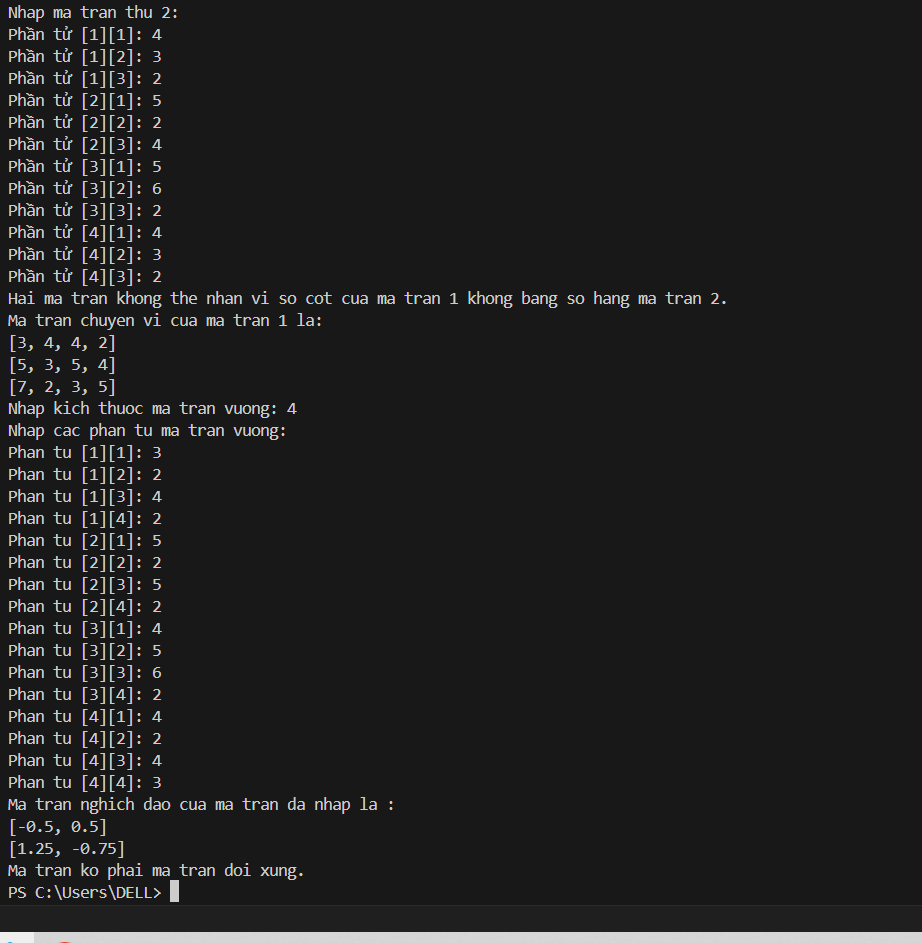 Nhap ma tran thu 2:
Phần tử [1][1]: 4
Phần tử [1][2]: 3
Phần tử [1][3]: 2
Phần tử [2][1]: 5
Phần tử [2][2]: 2
Phần tử [2][3]: 4
Phần tử [3][1]: 5
Phần tử [3][2]: 6
Phần tử [3][3]: 2
Phần tử [4][1]: 4
Phần tử [4][2]: 3
Phần tử [4][3]: 2
Hai ma tran khong the nhan vi so cot cua ma tran 1 khong bang so hang ma tran 2.
Ma tran chuyen vi cua ma tran 1 la:
[3, 4, 4, 2]
[5, 3, 5, 4]
[7, 2, 3, 5]
Nhap kich thuoc ma tran vuong: 4
Nhap cac phan tu ma tran vuong:
Phan tu [1][1]: 3
Phan tu [1][2]: 2
Phan tu [1][3]: 4
Phan tu [1][4]: 2
Phan tu [2][1]: 5
Phan tu [2][2]: 2
Phan tu [2][3]: 5
Phan tu [2][4]: 2
Phan tu [3][1]: 4
Phan tu [3][2]: 5
Phan tu [3][3]: 6
Phan tu [3][4]: 2
Phan tu [4][1]: 4
Phan tu [4][2]: 2
Phan tu [4][3]: 4
Phan tu [4][4]: 3
Ma tran nghich dao cua ma tran da nhap la :
[-0.5, 0.5]
[1.25, -0.75]
Ma tran ko phai ma tran doi xung.
PS C:\Users\DELL>